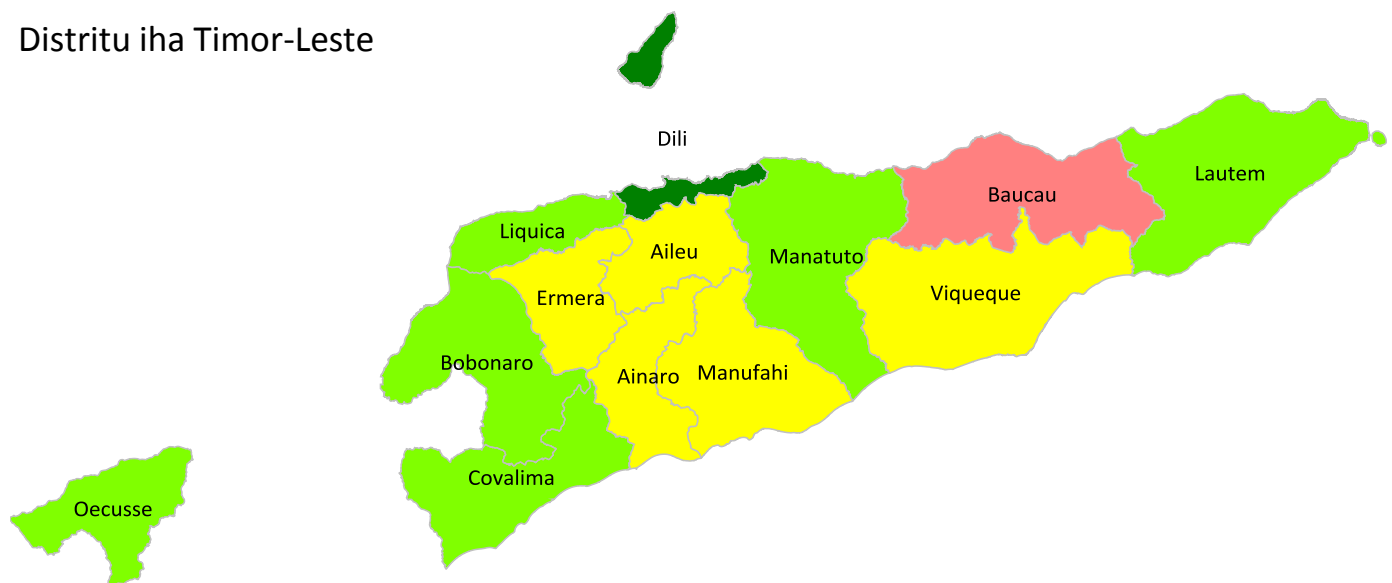 Distritu iha Timor-Leste
Dili
Baucau
Lautem
Liquica
Aileu
Manatuto
Ermera
Viqueque
Bobonaro
Ainaro
Manufahi
Covalima
Oecusse